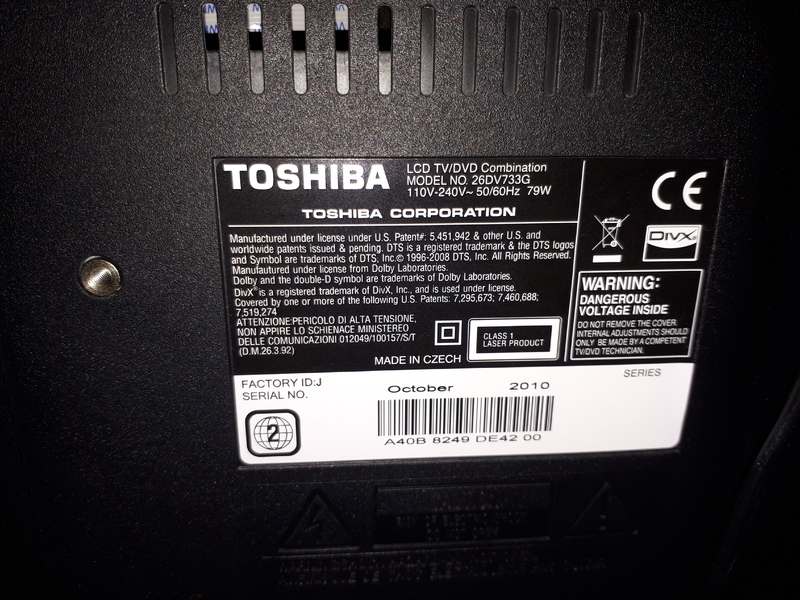 TOSHIBA
LCD TV/DVD Combination
MODEL NO. 26DV733G
110V-240V~ 50/60Hz 79W
TOSHIBA CORPORATION
Manufactured under license under U.S. Patent#: 5,451,942 & other U.S. and
worldwide patents issued & pending. DTS is a registered trademark & the DTS logos
and Symbol are trademarks of DTS, Inc.© 1996-2008 DTS, Inc. All Rights Reserved.
Manufautured under license from Dolby Laboratories.
Dolby and the double-D symbol are trademarks of Dolby Laboratories.
DivX® is a registered trademark of DivX, Inc., and is used under license.
Covered by one or more of the following U.S. Patents: 7,295,673; 7,460,688;
7,519,274
ATTENZIONE:PERICOLO DI ALTA TENSIONE,
NON APPIRE LO SCHIENACE MINISTEREO
DELLE COMUNICAZIONI 012049/100157/S/T
(D.M.26.3.92)
CLASS 1
LASER PRODUCT
MADE IN CZECH
CE
DIVX
WARNING:
DANGEROUS
VOLTAGE INSIDE
DO NOT REMOVE THE COVER.
INTERNAL ADJUSTMENTS SHOULD
ONLY BE MADE BY A COMPETENT
TV/DVD TECHNICIAN.
FACTORY ID:J
SERIAL NO.
October 2010
SERIES
2
A40B 8249 DE42 00